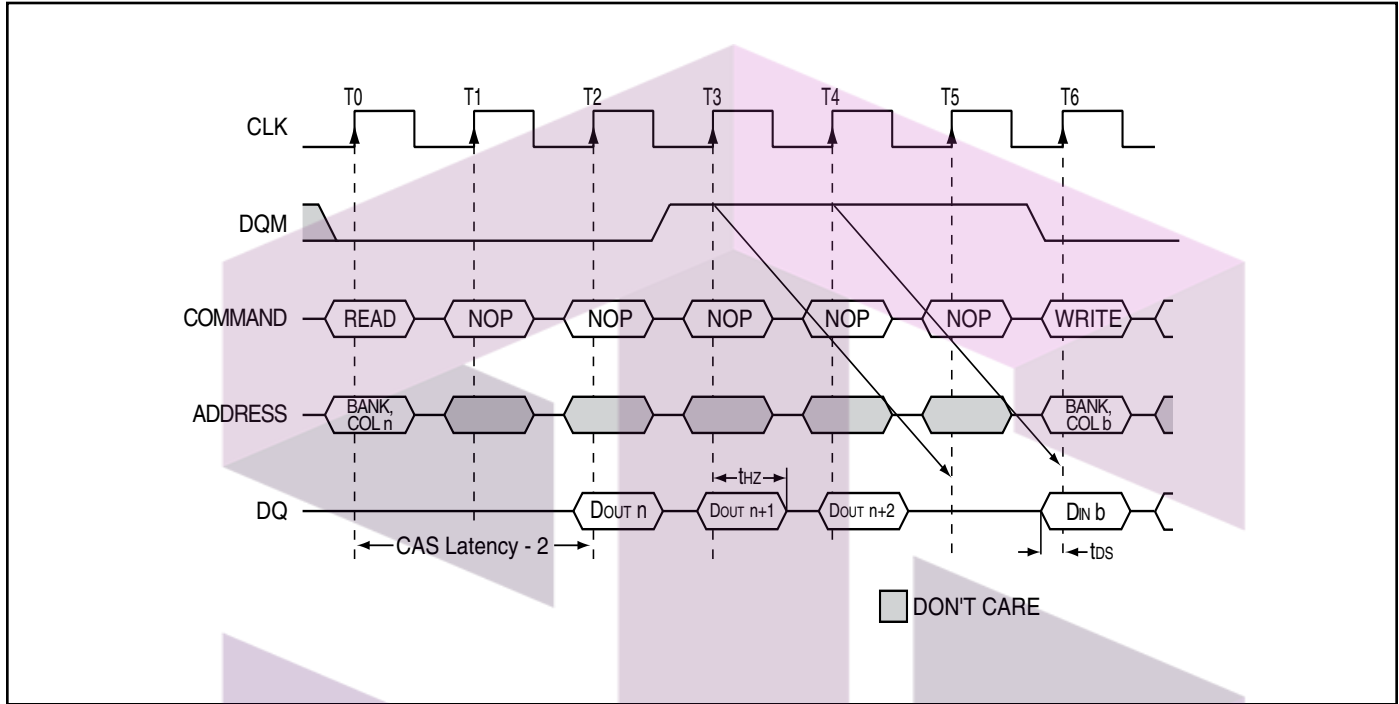 T0 T1 T2 T3 T4 T5 T6
CLK
DQM
COMMAND READ NOP NOP NOP NOP NOP WRITE
ADDRESS BANK, COL n BANK, COL b
tHZ
DQ DOUT n DOUT n+1 DOUT n+2 DIN b
CAS Latency - 2 tDS
DON'T CARE